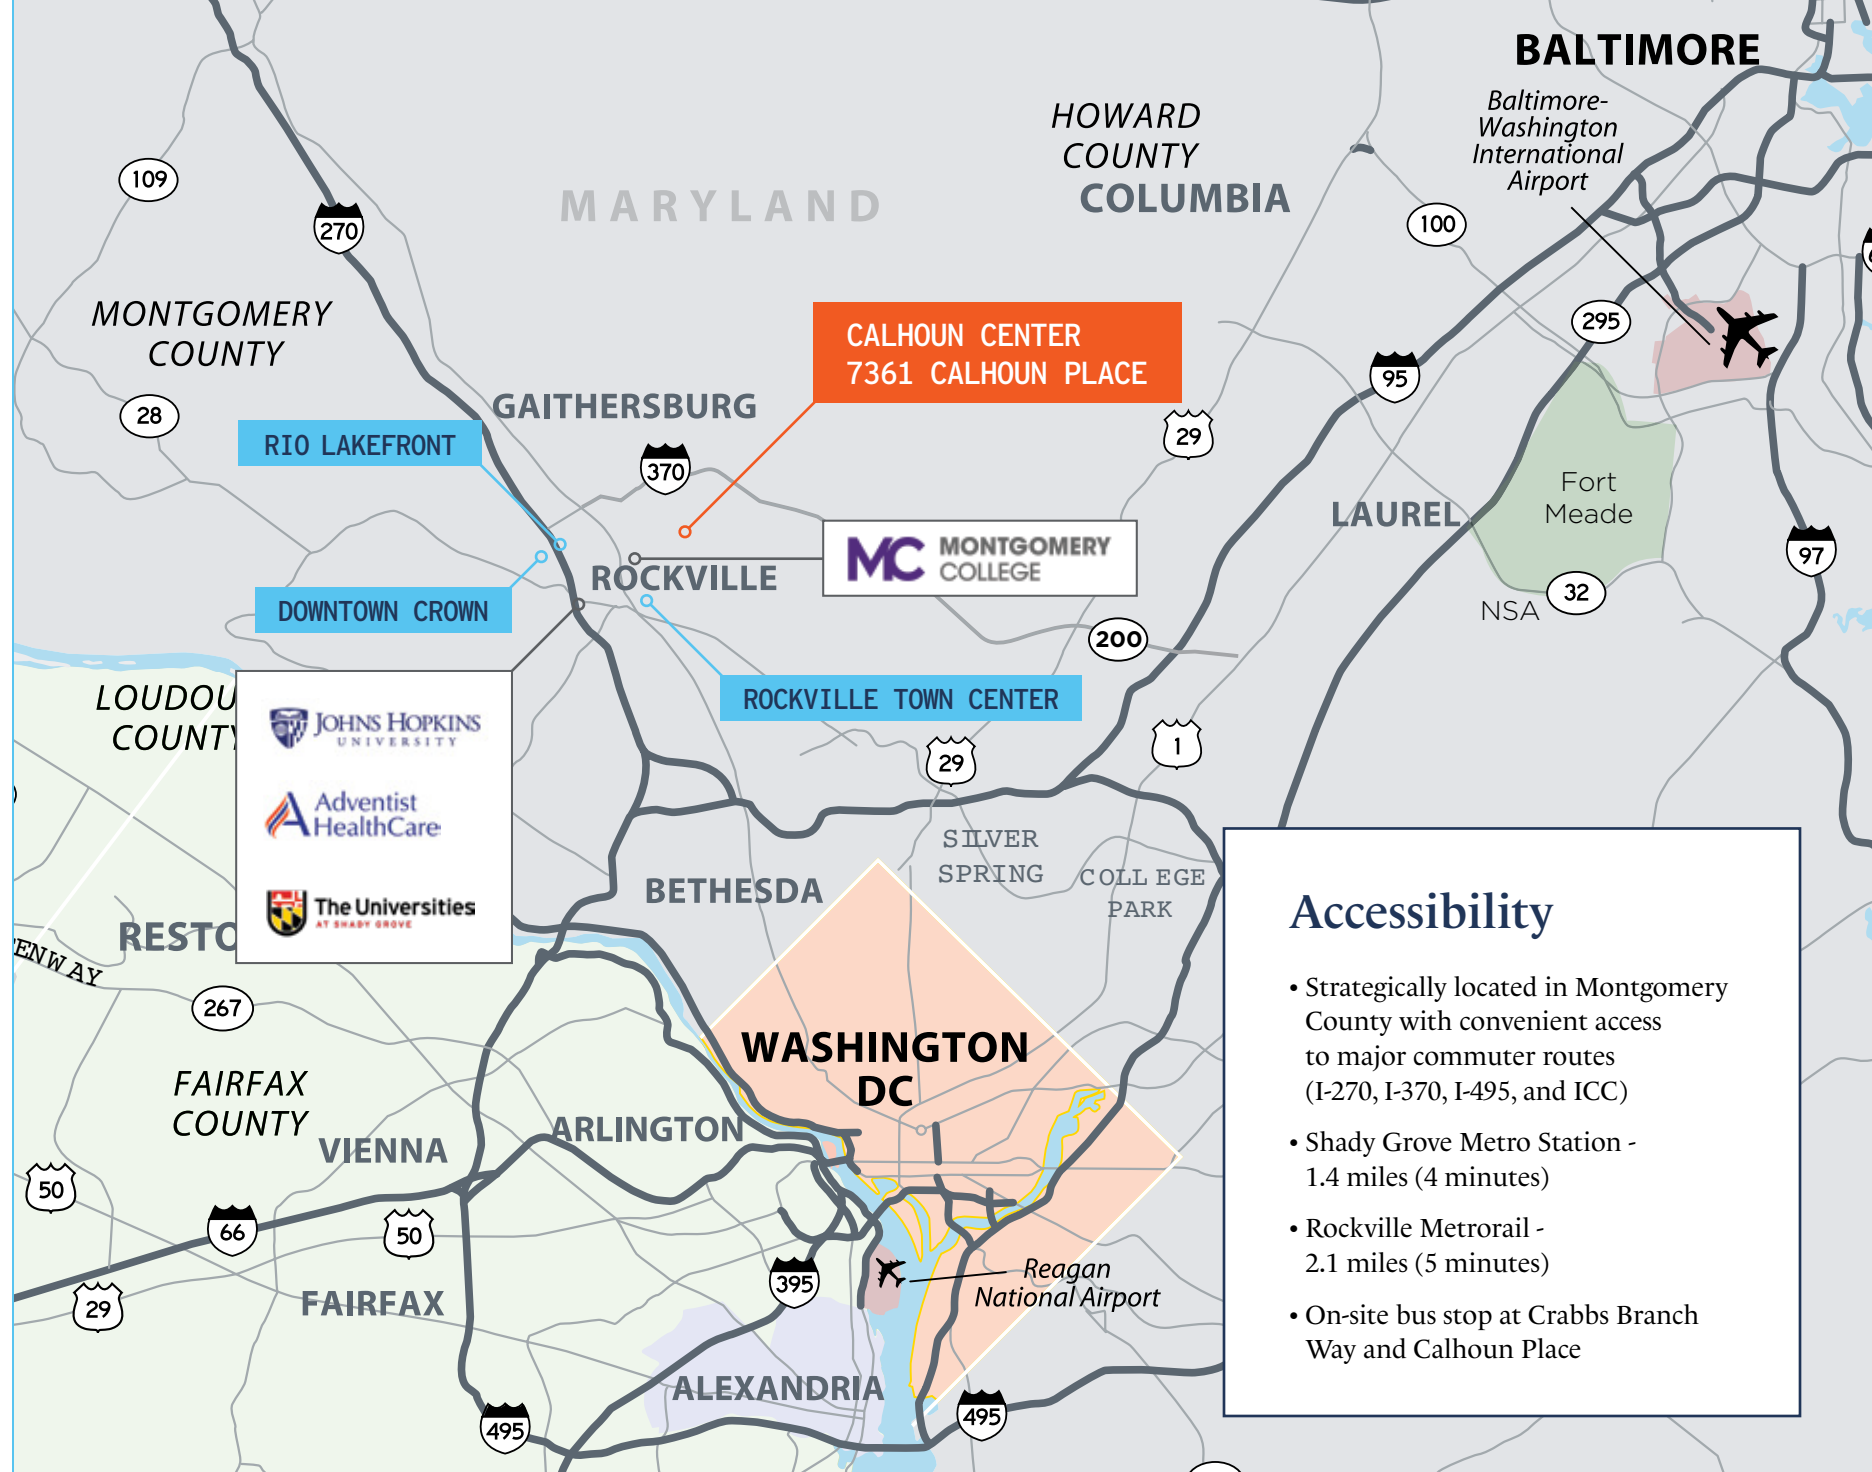 BALTIMORE
Baltimore-
Washington
International
Airport
HOWARD
COUNTY
COLUMBIA
MARYLAND
109
270
100
MONTGOMERY
COUNTY
295
CALHOUN CENTER
7361 CALHOUN PLACE
95
28
GAITHERSBURG
29
RIO LAKEFRONT
370
Fort
Meade
LAUREL
MC MONTGOMERY
COLLEGE
97
ROCKVILLE
DOWNTOWN CROWN
32
NSA
200
ROCKVILLE TOWN CENTER
LOUDOU
COUNTY
JOHNS HOPKINS
UNIVERSITY
1
29
Adventist
HealthCare
SILVER
SPRING
COLLEGE
PARK
BETHESDA
The Universities
AT SHADY GROVE
RESTO
ENWAY
267
WASHINGTON
DC
FAIRFAX
COUNTY
ARLINGTON
VIENNA
50
66
50
395
Reagan
National Airport
29
FAIRFAX
ALEXANDRIA
495
495
Accessibility
• Strategically located in Montgomery
County with convenient access
to major commuter routes
(I-270, I-370, I-495, and ICC)
• Shady Grove Metro Station -
1.4 miles (4 minutes)
• Rockville Metrorail -
2.1 miles (5 minutes)
• On-site bus stop at Crabbs Branch
Way and Calhoun Place